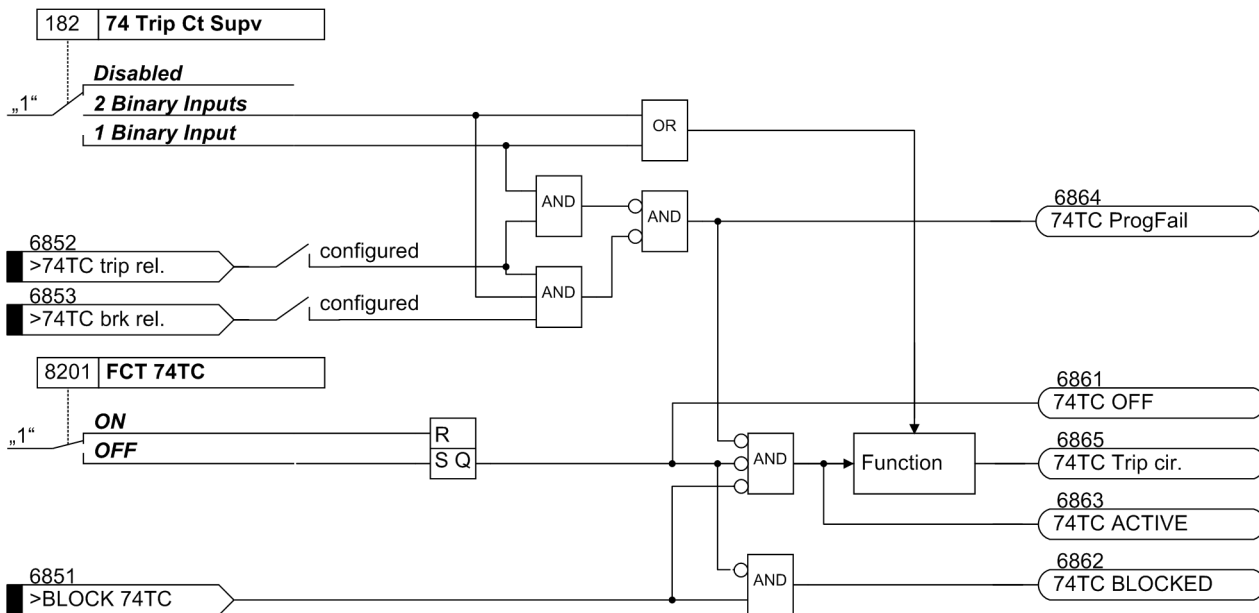 182 74 Trip Ct Supv
Disabled
„1“ 2 Binary Inputs
1 Binary Input
OR
AND
AND
6864
74TC ProgFail
6852
>74TC trip rel.
configured
AND
6853
>74TC brk rel.
configured
8201 FCT 74TC
6861
74TC OFF
ON
„1“
OFF
R
S Q
AND
Function
6865
74TC Trip cir.
6863
74TC ACTIVE
6862
74TC BLOCKED
AND
6851
>BLOCK 74TC